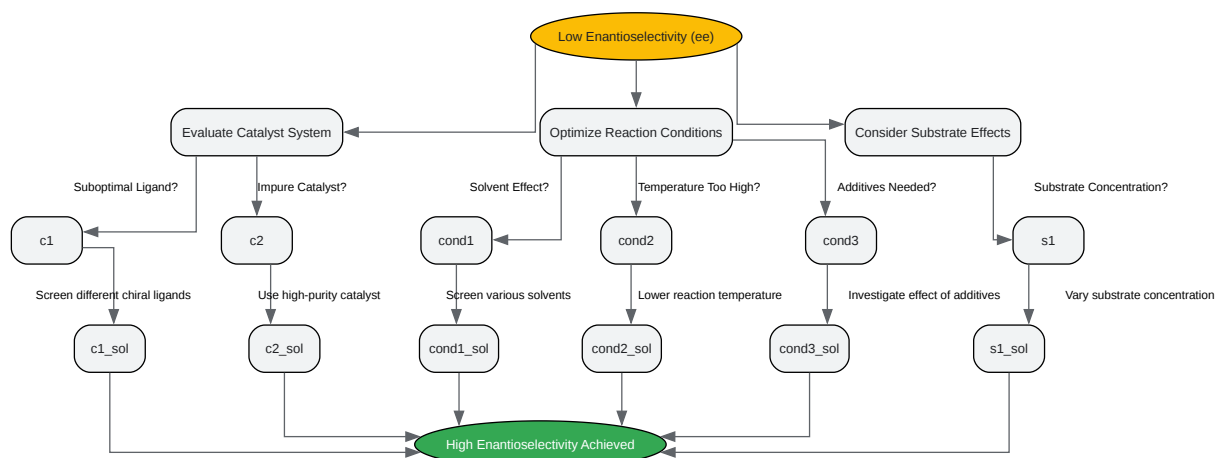 Low Enantioselectivity (ee)
Evaluate Catalyst System
Optimize Reaction Conditions
Consider Substrate Effects
Suboptimal Ligand?
Impure Catalyst?
Solvent Effect?
Temperature Too High?
Additives Needed?
Substrate Concentration?
c1
c2
cond1
cond2
cond3
s1
Screen different chiral ligands
Use high-purity catalyst
Screen various solvents
Lower reaction temperature
Investigate effect of additives
Vary substrate concentration
c1_sol
c2_sol
cond1_sol
cond2_sol
cond3_sol
s1_sol
High Enantioselectivity Achieved